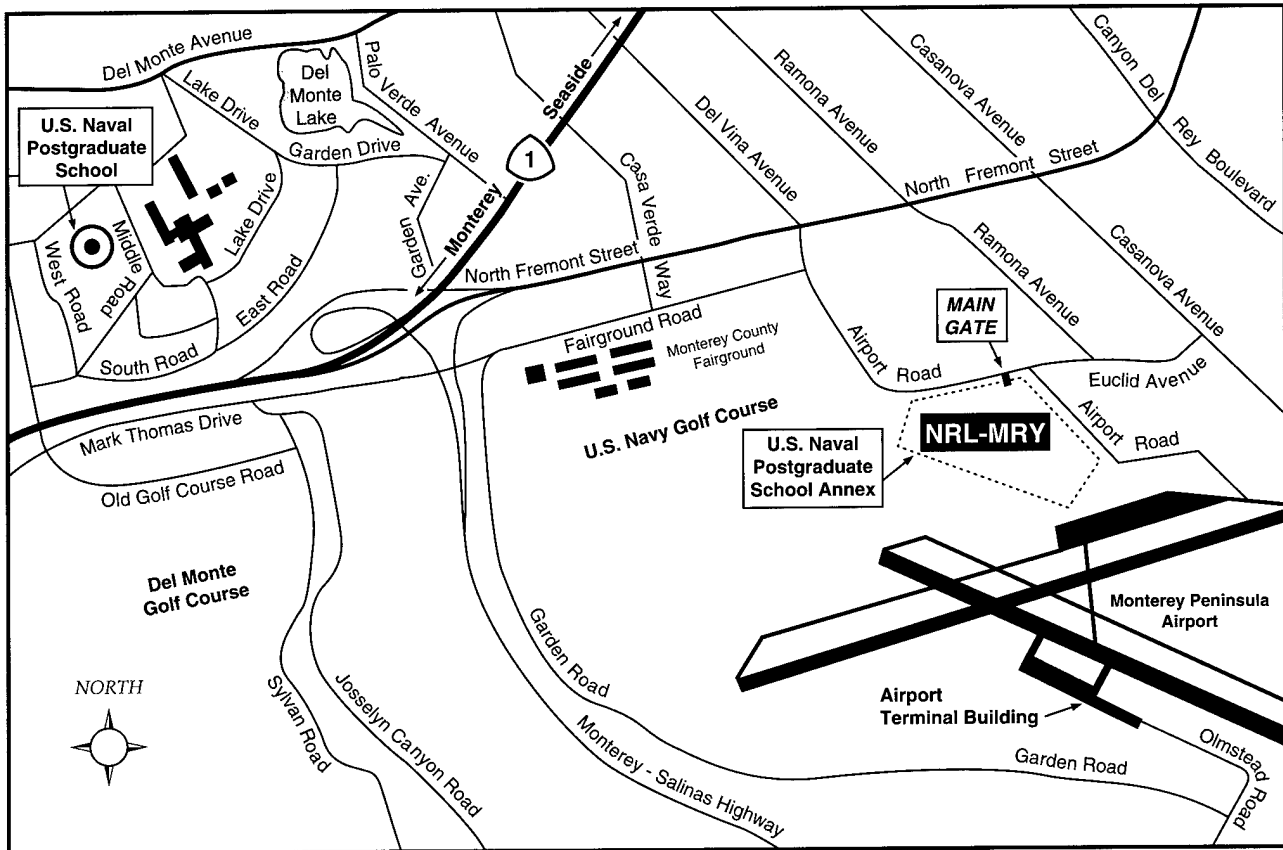 Del Monte Avenue
Lake Drive
Del
Monte
Lake
Palo Verde Avenue
Seaside
1
Monterey
U.S. Naval
Postgraduate
School
Garden Drive
Garden Ave.
Lake Drive
West Road
Middle Road
East Road
South Road
Casa Verde Way
Del Vina Avenue
Ramona Avenue
Casanova Avenue
Canyon Del Rey Boulevard
North Fremont Street
North Fremont Street
Ramona Avenue
Casanova Avenue
MAIN
GATE
Fairground Road
Monterey County
Fairground
Airport Road
Euclid Avenue
Airport Road
U.S. Navy Golf Course
NRL-MRY
U.S. Naval
Postgraduate
School Annex
Mark Thomas Drive
Old Golf Course Road
Del Monte
Golf Course
NORTH
Sylvan Road
Josselyn Canyon Road
Garden Road
Monterey - Salinas Highway
Monterey Peninsula
Airport
Airport
Terminal Building
Garden Road
Olmstead Road